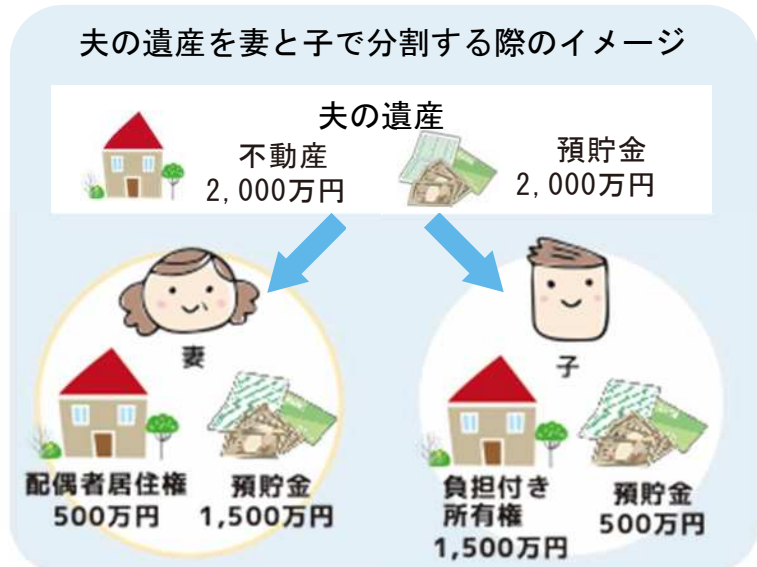 夫の遺産を妻と子で分割する際のイメージ
夫の遺産
不動産
2,000万円
預貯金
2,000万円
妻
配偶者居住権
500万円
預貯金
1,500万円
子
負担付き
所有権
1,500万円
預貯金
500万円